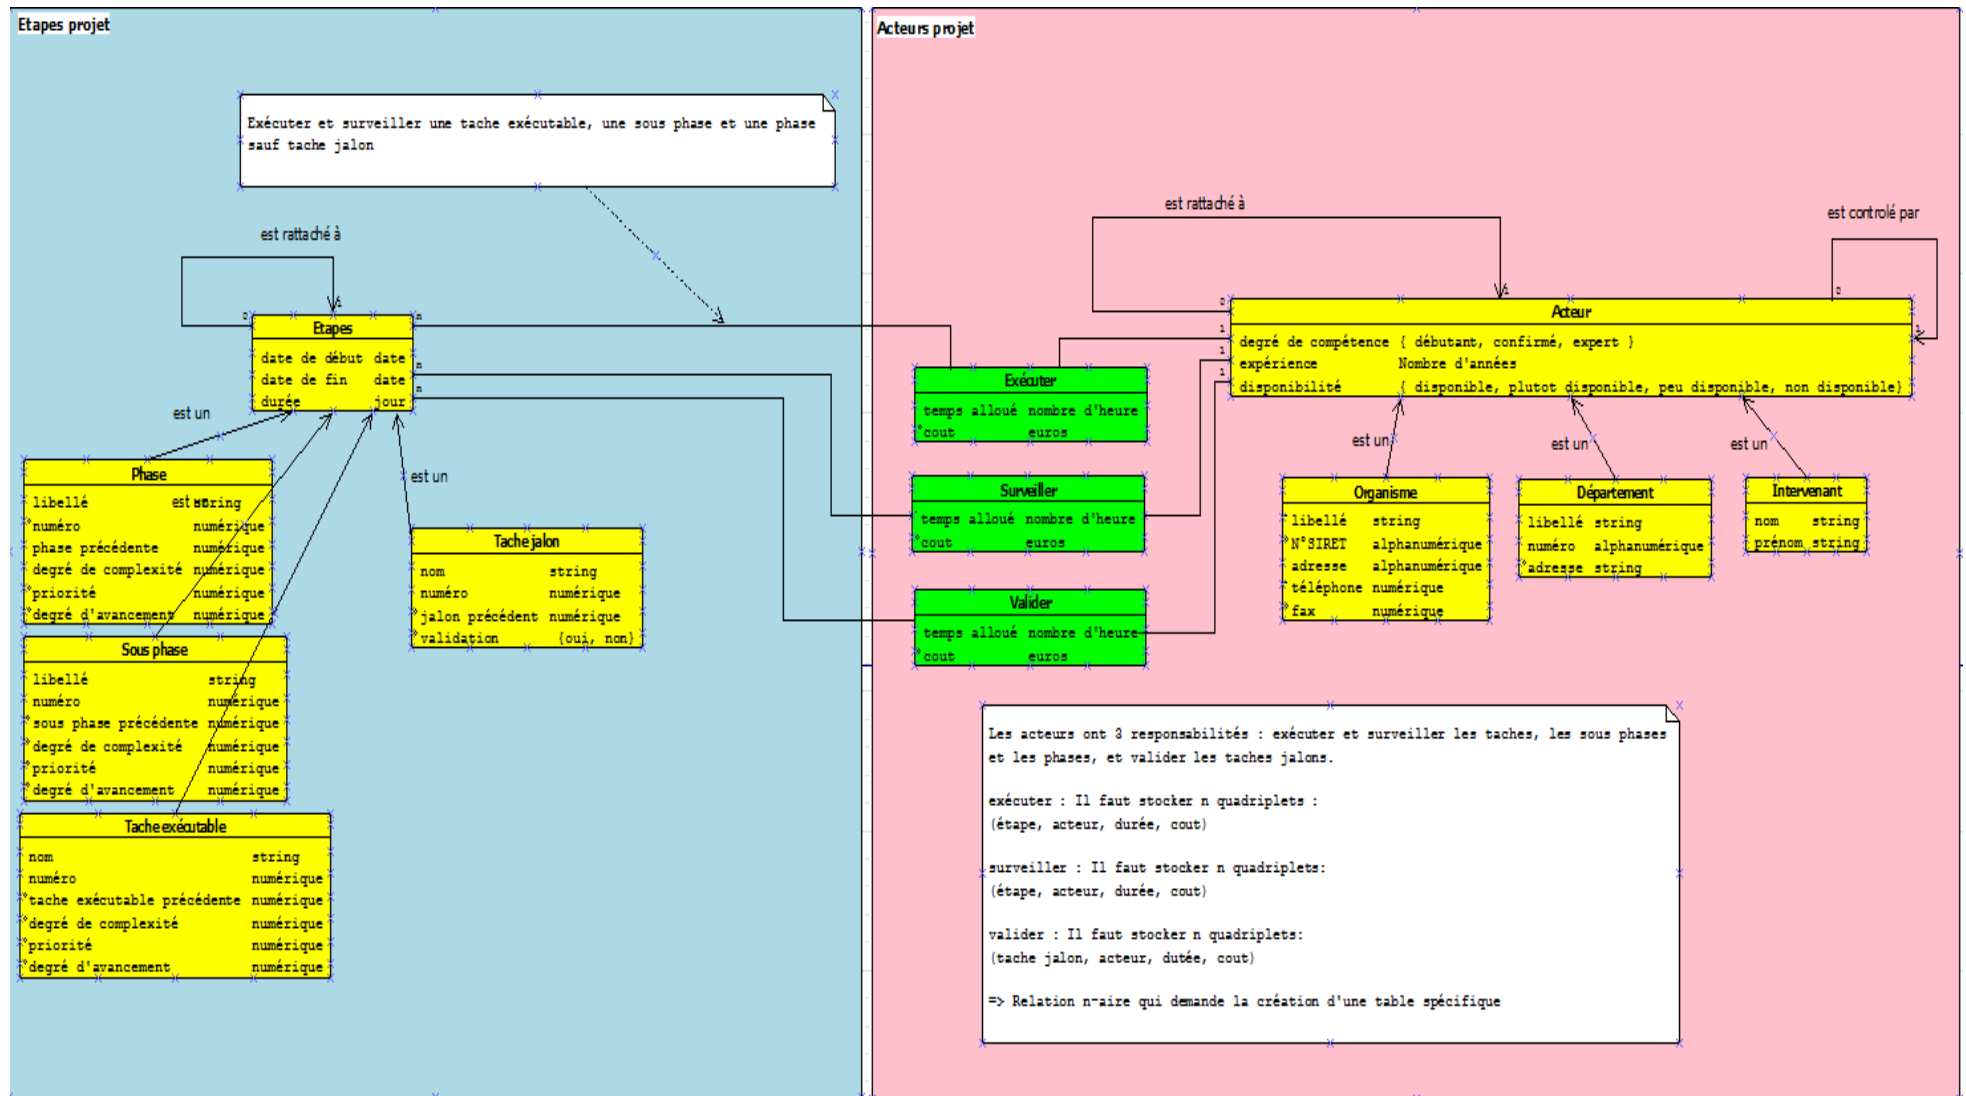 Etapes projet
Exécuter et surveiller une tache exécutable, une sous phase et une phase
sauf tache jalon
est rattaché à
0
1
Etapes
n
date de début date
date de fin date
n
durée jour
n
est un
Phase
libellé string
est un
numéro numérique
phase précédente numérique
degré de complexité numérique
priorité numérique
degré d'avancement numérique
est un
Tache jalon
nom string
numéro numérique
jalon précédent numérique
validation {oui, non}
Sous phase
libellé string
numéro numérique
sous phase précédente numérique
degré de complexité numérique
priorité numérique
degré d'avancement numérique
Tache exécutable
nom string
numéro numérique
tache exécutable précédente numérique
degré de complexité numérique
priorité numérique
degré d'avancement numérique
Acteurs projet
est rattaché à
est controlé par
0
1
0
1
Acteur
1
degré de compétence { débutant, confirmé, expert }
1
expérience Nombre d'années
1
disponibilité { disponible, plutot disponible, peu disponible, non disponible}
Exécuter
temps alloué nombre d'heure
cout euros
Surveiller
temps alloué nombre d'heure
cout euros
Valider
temps alloué nombre d'heure
cout euros
est un
est un
est un
Organisme
libellé string
N°SIRET alphanumérique
adresse alphanumérique
téléphone numérique
fax numérique
Département
libellé string
numéro alphanumérique
adresse string
Intervenant
nom string
prénom string
Les acteurs ont 3 responsabilités : exécuter et surveiller les taches, les sous phases
et les phases, et valider les taches jalons.
exécuter : Il faut stocker n quadriplets :
(étape, acteur, durée, cout)
surveiller : Il faut stocker n quadriplets:
(étape, acteur, durée, cout)
valider : Il faut stocker n quadriplets:
(tache jalon, acteur, dutée, cout)
=> Relation n-aire qui demande la création d'une table spécifique